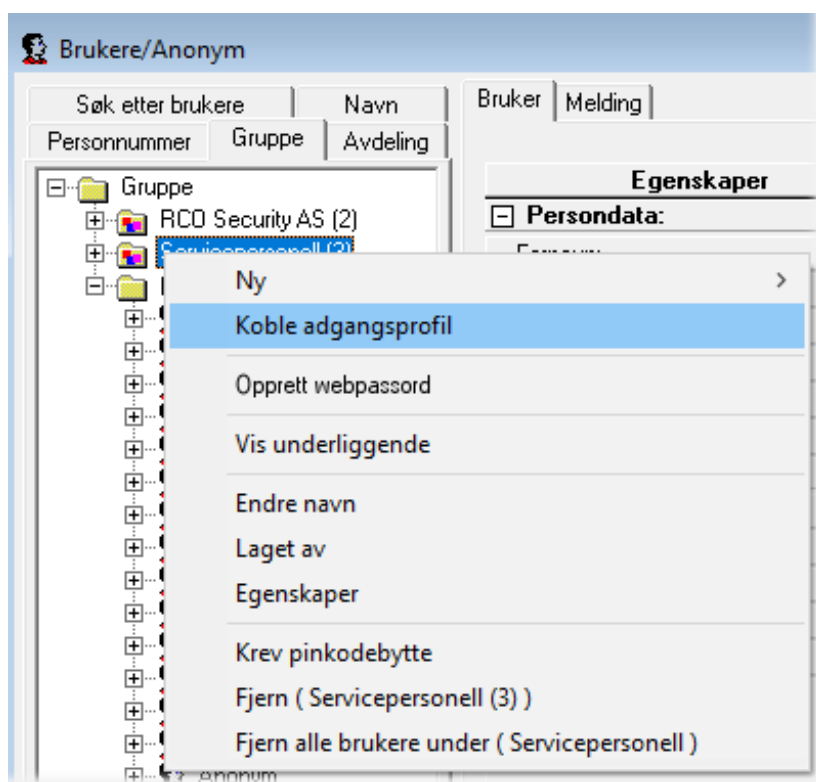 Brukere/Anonym
Søk etter brukere
Navn
Personnummer
Gruppe
Avdeling
Bruker
Melding
Gruppe
RCO Security AS (2)
Egenskaper
Persondata:
Ny
Koble adgangsprofil
Opprett webpassord
Vis underliggende
Endre navn
Laget av
Egenskaper
Krev pinkodebytte
Fjern ( Servicepersonell (3) )
Fjern alle brukere under ( Servicepersonell )
Anonym